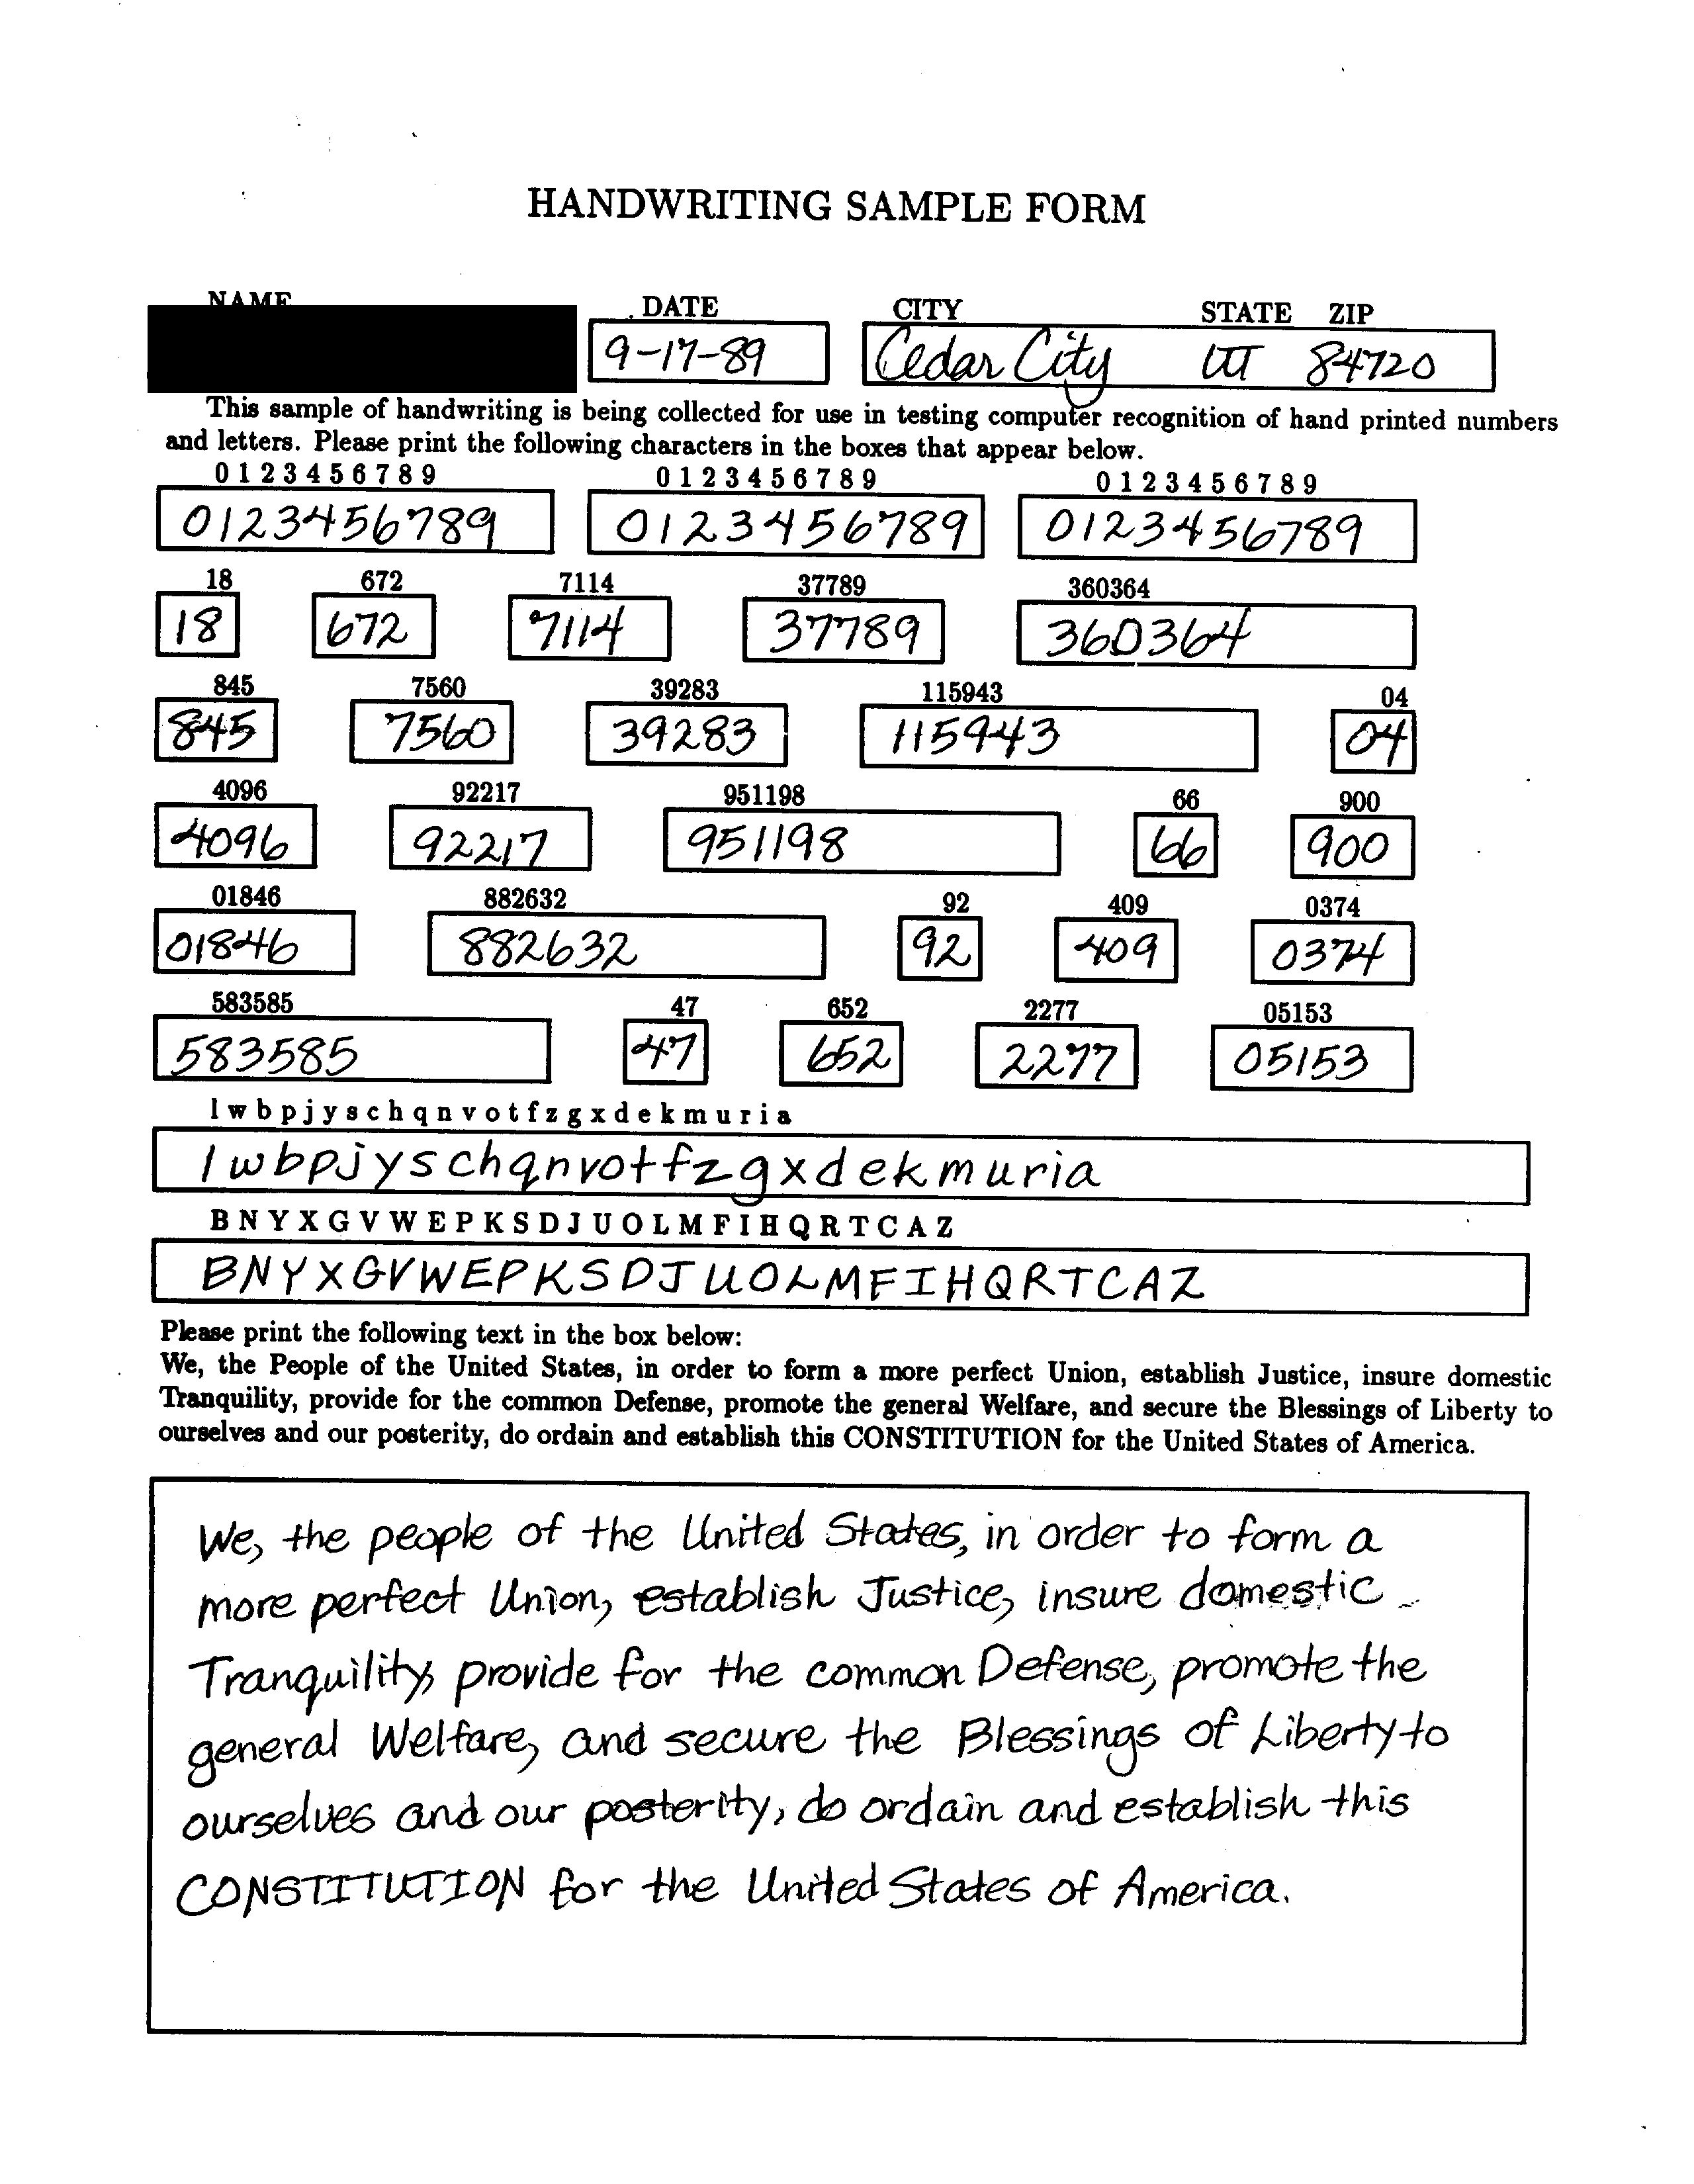 HANDWRITING SAMPLE FORM
NAME DATE CITY STATE ZIP
9-17-89 Cedar City UT 84720
This sample of handwriting is being collected for use in testing computer recognition of hand printed numbers
and letters. Please print the following characters in the boxes that appear below.
0 1 2 3 4 5 6 7 8 9 0 1 2 3 4 5 6 7 8 9 0 1 2 3 4 5 6 7 8 9
0123456789 0123456789 0123456789
18 672 7114 37789 360364
18 672 7114 37789 360364
845 7560 39283 115943 04
845 7560 39283 115943 04
4096 92217 951198 66 900
4096 92217 951198 66 900
01846 882632 92 409 0374
01846 882632 92 409 0374
583585 47 652 2277 05153
583585 47 652 2277 05153
l w b p j y s c h q n v o t f z g x d e k m u r i a
l w b p j y s c h q n v o t f z g x d e k m u r i a
B N Y X G V W E P K S D J U O L M F I H Q R T C A Z
B N Y X G V W E P K S D J U O L M F I H Q R T C A Z
Please print the following text in the box below:
We, the People of the United States, in order to form a more perfect Union, establish Justice, insure domestic
Tranquility, provide for the common Defense, promote the general Welfare, and secure the Blessings of Liberty to
ourselves and our posterity, do ordain and establish this CONSTITUTION for the United States of America.
We, the people of the United States, in order to form a
more perfect Union, establish Justice, insure domestic
Tranquility, provide for the common Defense, promote the
general Welfare, and secure the Blessings of Liberty to
ourselves and our posterity, do ordain and establish this
CONSTITUTION for the United States of America.